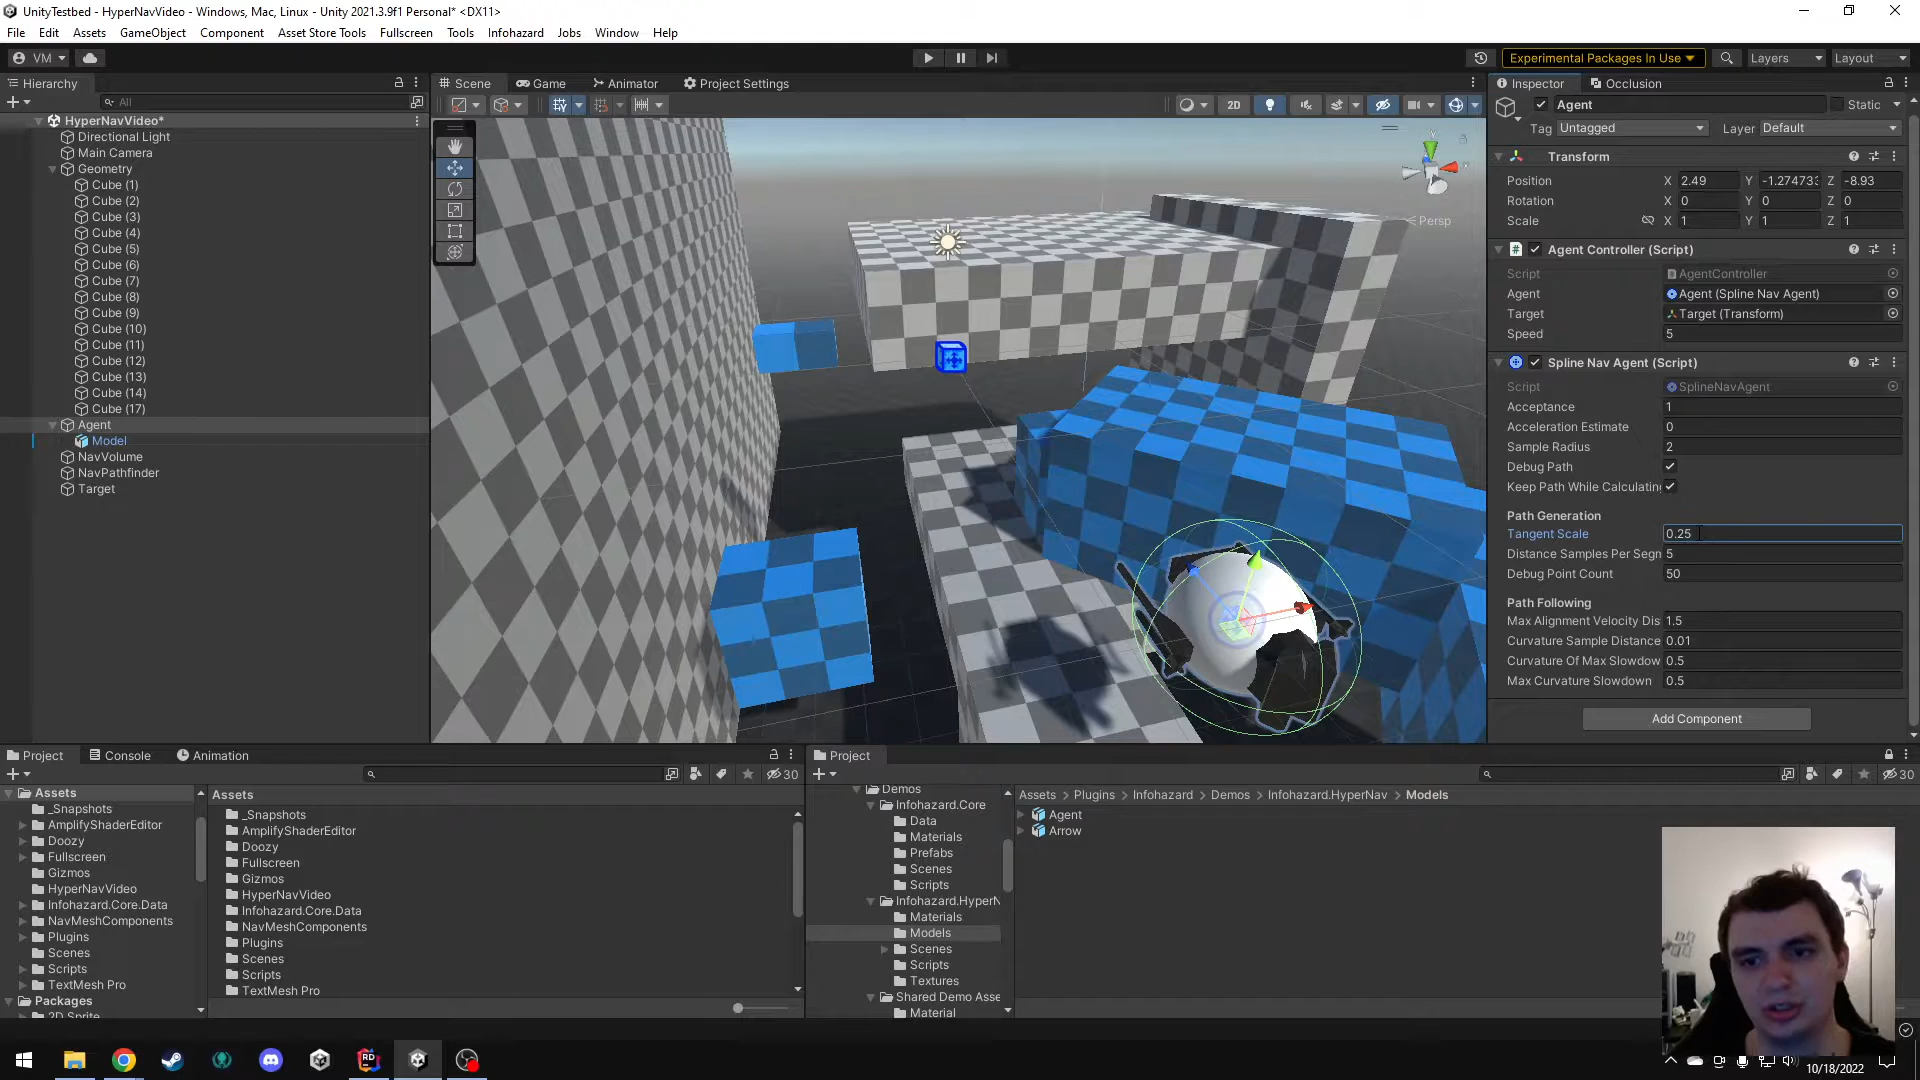 UnityTestbed - HyperNavVideo - Windows, Mac, Linux - Unity 2021.3.9f1 Personal* <DX11>
File Edit Assets GameObject Component Asset Store Tools Fullscreen Tools Infohazard Jobs Window Help
VM Experimental Packages In Use Layers Layout
Hierarchy
All
HyperNavVideo*
Directional Light
Main Camera
Geometry
Cube (1)
Cube (2)
Cube (3)
Cube (4)
Cube (5)
Cube (6)
Cube (7)
Cube (8)
Cube (9)
Cube (10)
Cube (11)
Cube (12)
Cube (13)
Cube (14)
Cube (17)
Agent
Model
NavVolume
NavPathfinder
Target
Scene Game Animator Project Settings
2D
Persp
Inspector Occlusion
Agent Static
Tag Untagged Layer Default
Transform
Position X 2.49 Y -1.274733 Z -8.93
Rotation X 0 Y 0 Z 0
Scale X 1 Y 1 Z 1
Agent Controller (Script)
Script AgentController
Agent Agent (Spline Nav Agent)
Target Target (Transform)
Speed 5
Spline Nav Agent (Script)
Script SplineNavAgent
Acceptance 1
Acceleration Estimate 0
Sample Radius 2
Debug Path
Keep Path While Calculating
Path Generation
Tangent Scale 0.25
Distance Samples Per Segn 5
Debug Point Count 50
Path Following
Max Alignment Velocity Dis 1.5
Curvature Sample Distance 0.01
Curvature Of Max Slowdow 0.5
Max Curvature Slowdown 0.5
Add Component
Project Console Animation
30
Assets
_Snapshots
AmplifyShaderEditor
Doozy
Fullscreen
Gizmos
HyperNavVideo
Infohazard.Core.Data
NavMeshComponents
Plugins
Scenes
Scripts
TextMesh Pro
Packages
2D Sprite
Assets
_Snapshots
AmplifyShaderEditor
Doozy
Fullscreen
Gizmos
HyperNavVideo
Infohazard.Core.Data
NavMeshComponents
Plugins
Scenes
Scripts
TextMesh Pro
Project
30
Demos
Infohazard.Core
Data
Materials
Prefabs
Scenes
Scripts
Infohazard.HyperN
Materials
Models
Scenes
Scripts
Textures
Shared Demo Asse
Material
Assets > Plugins > Infohazard > Demos > Infohazard.HyperNav > Models
Agent
Arrow
RD
10/18/2022